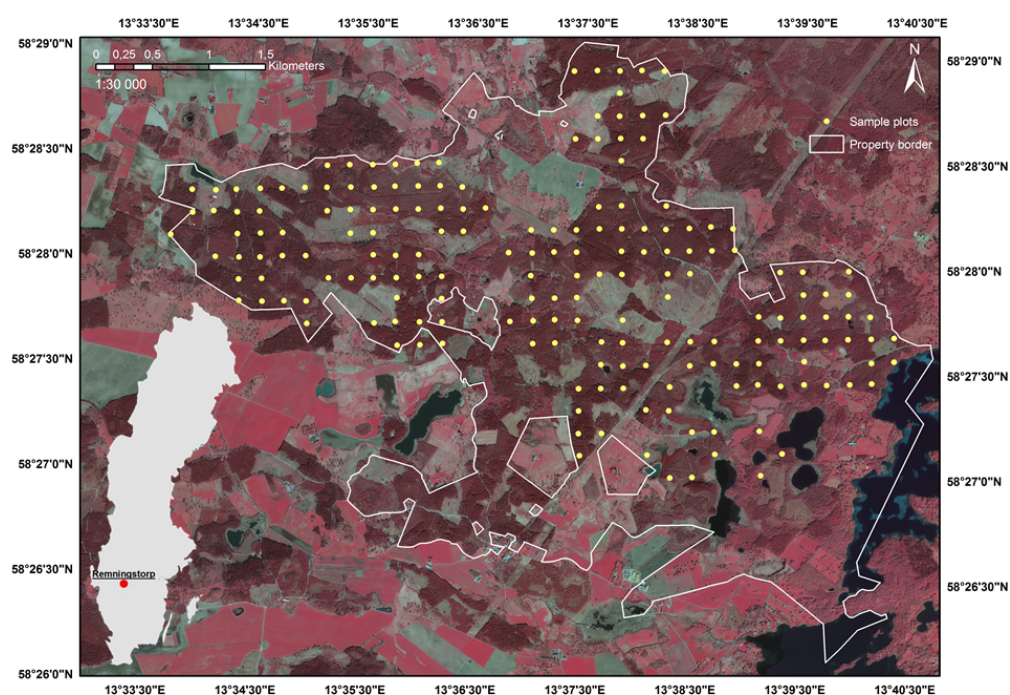 13°33'30"E 13°34'30"E 13°35'30"E 13°36'30"E 13°37'30"E 13°38'30"E 13°39'30"E 13°40'30"E
58°29'0"N
58°28'30"N
58°28'0"N
58°27'30"N
58°27'0"N
58°26'30"N
58°26'0"N
0 0,25 0,5 1 1,5
Kilometers
1:30 000
N
Sample plots
Property border
Remningstorp
58°29'0"N
58°28'30"N
58°28'0"N
58°27'30"N
58°27'0"N
58°26'30"N
13°33'30"E 13°34'30"E 13°35'30"E 13°36'30"E 13°37'30"E 13°38'30"E 13°39'30"E 13°40'30"E